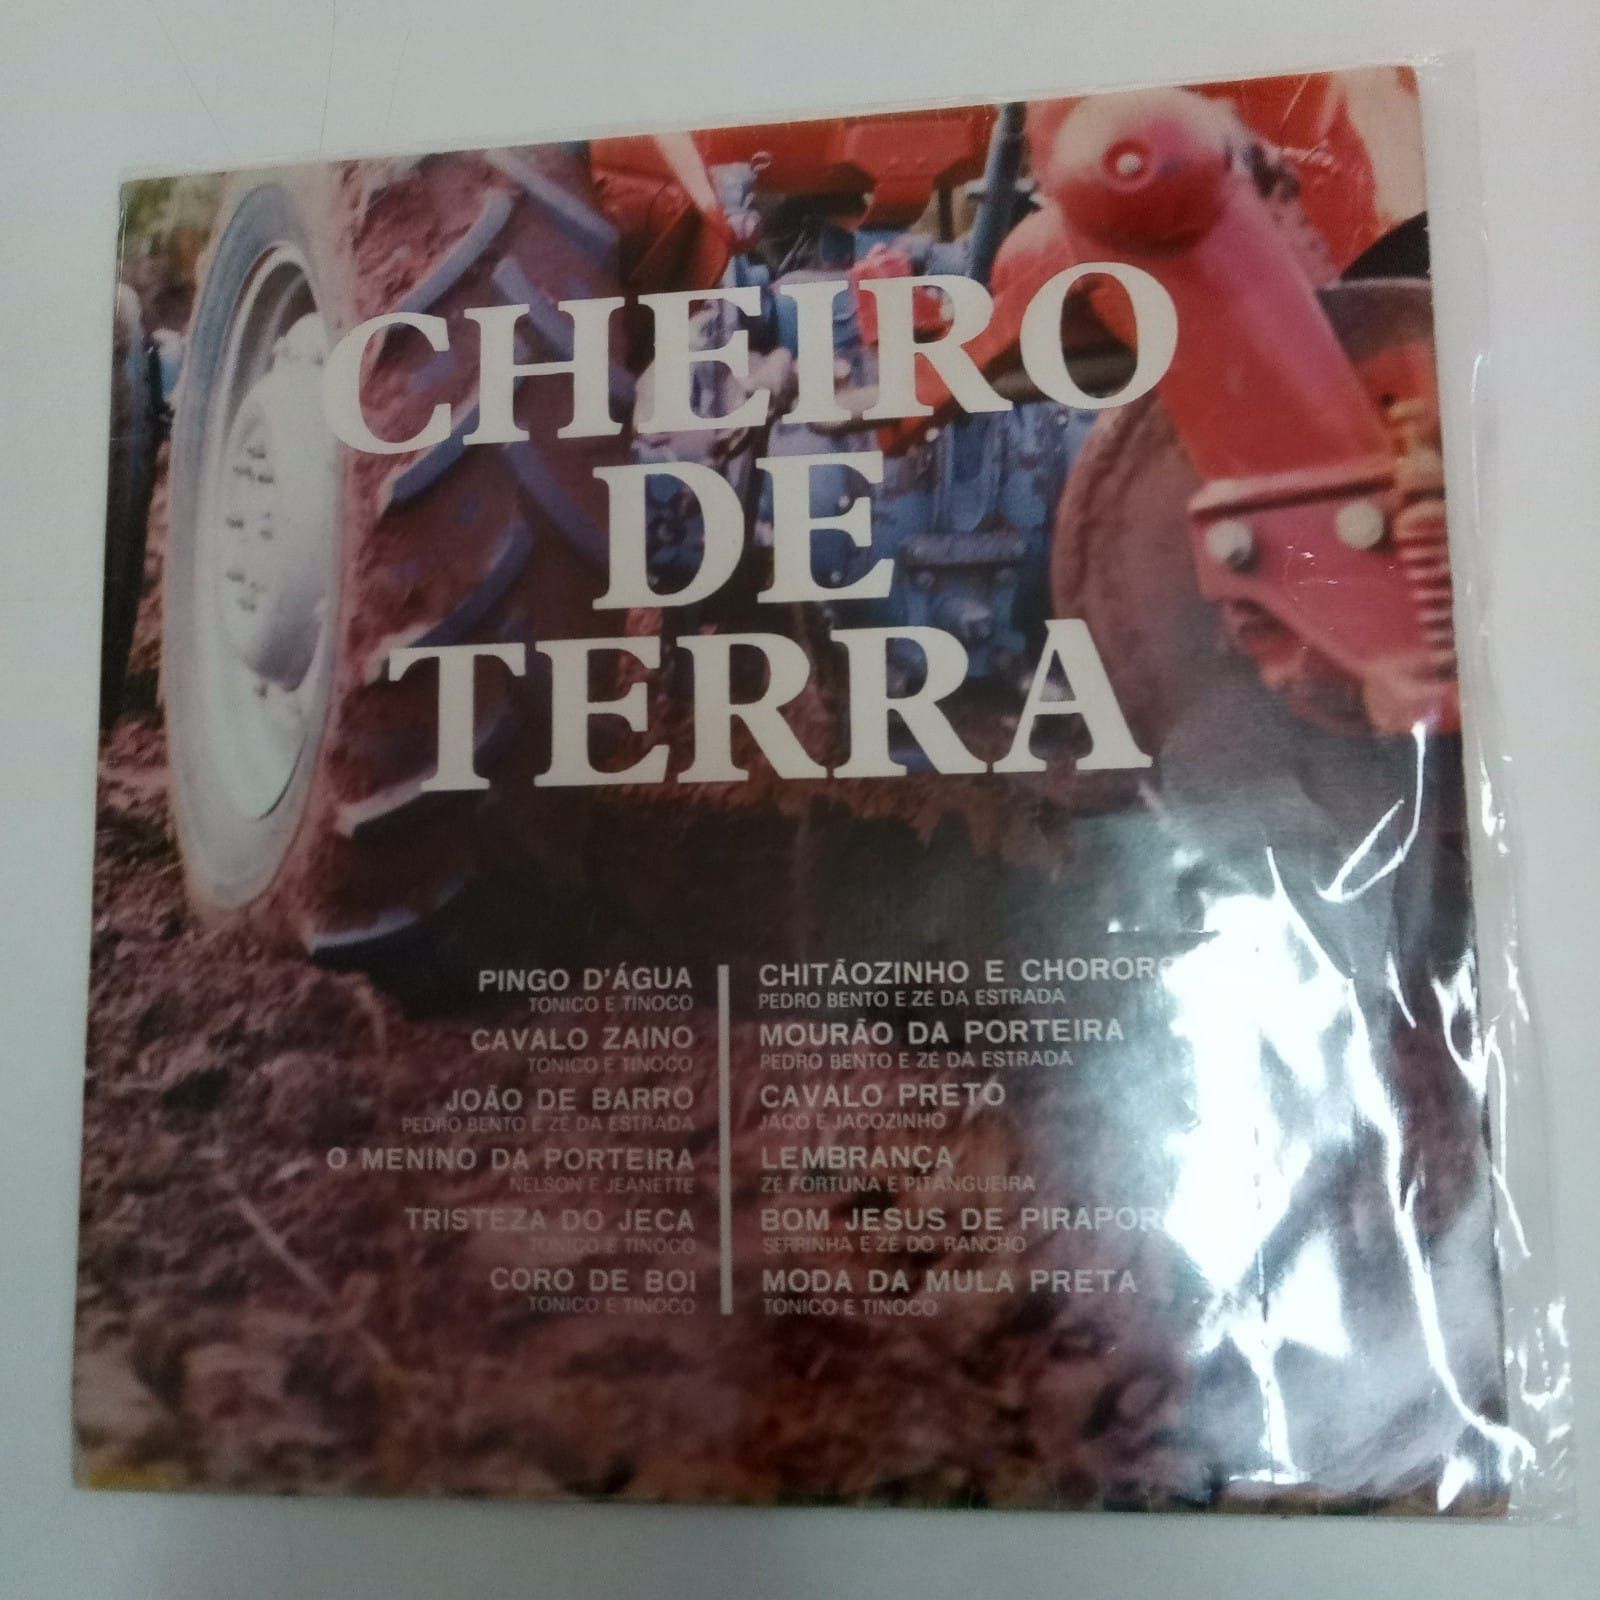 CHEIRO
DE
TERRA
PINGO D'ÁGUA
TONICO E TINOCO
CAVALO ZAINO
TONICO E TINOCO
JOÃO DE BARRO
PEDRO BENTO E ZÉ DA ESTRADA
O MENINO DA PORTEIRA
NELSON E JEANETTE
TRISTEZA DO JECA
TONICO E TINOCO
CORO DE BOI
TONICO E TINOCO
CHITÃOZINHO E
PEDRO BENTO E ZÉ DA ESTRADA
MOURÃO DA PORTEIRA
PEDRO BENTO E ZÉ DA ESTRADA
CAVALO PRETO
JACÓ E JACOZINHO
LEMBRANÇA
ZÉ FORTUNA E PITANGUEIRA
BOM JESUS DE
SERRINHA E ZÉ DO RANCHO
MODA DA MULA PRETA
TONICO E TINOCO